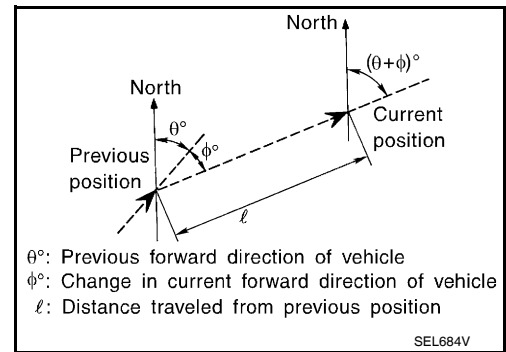 North
(θ+ϕ)°
North
θ°
ϕ°
Current
position
Previous
position
ℓ
θ°: Previous forward direction of vehicle
ϕ°: Change in current forward direction of vehicle
ℓ: Distance traveled from previous position
SEL684V